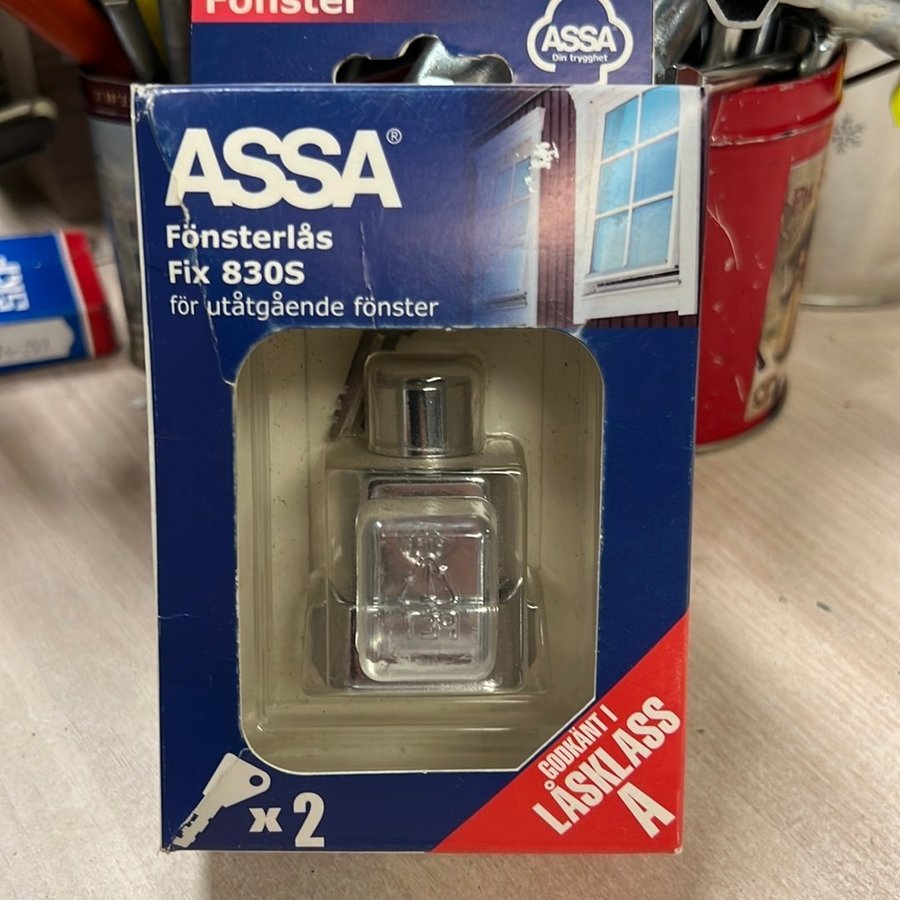 Fönster
ASSA
Din trygghet
ASSA®
Fönsterlås
Fix 830S
för utåtgående fönster
GODKÄNT I
LÅSKLASS
A
x 2